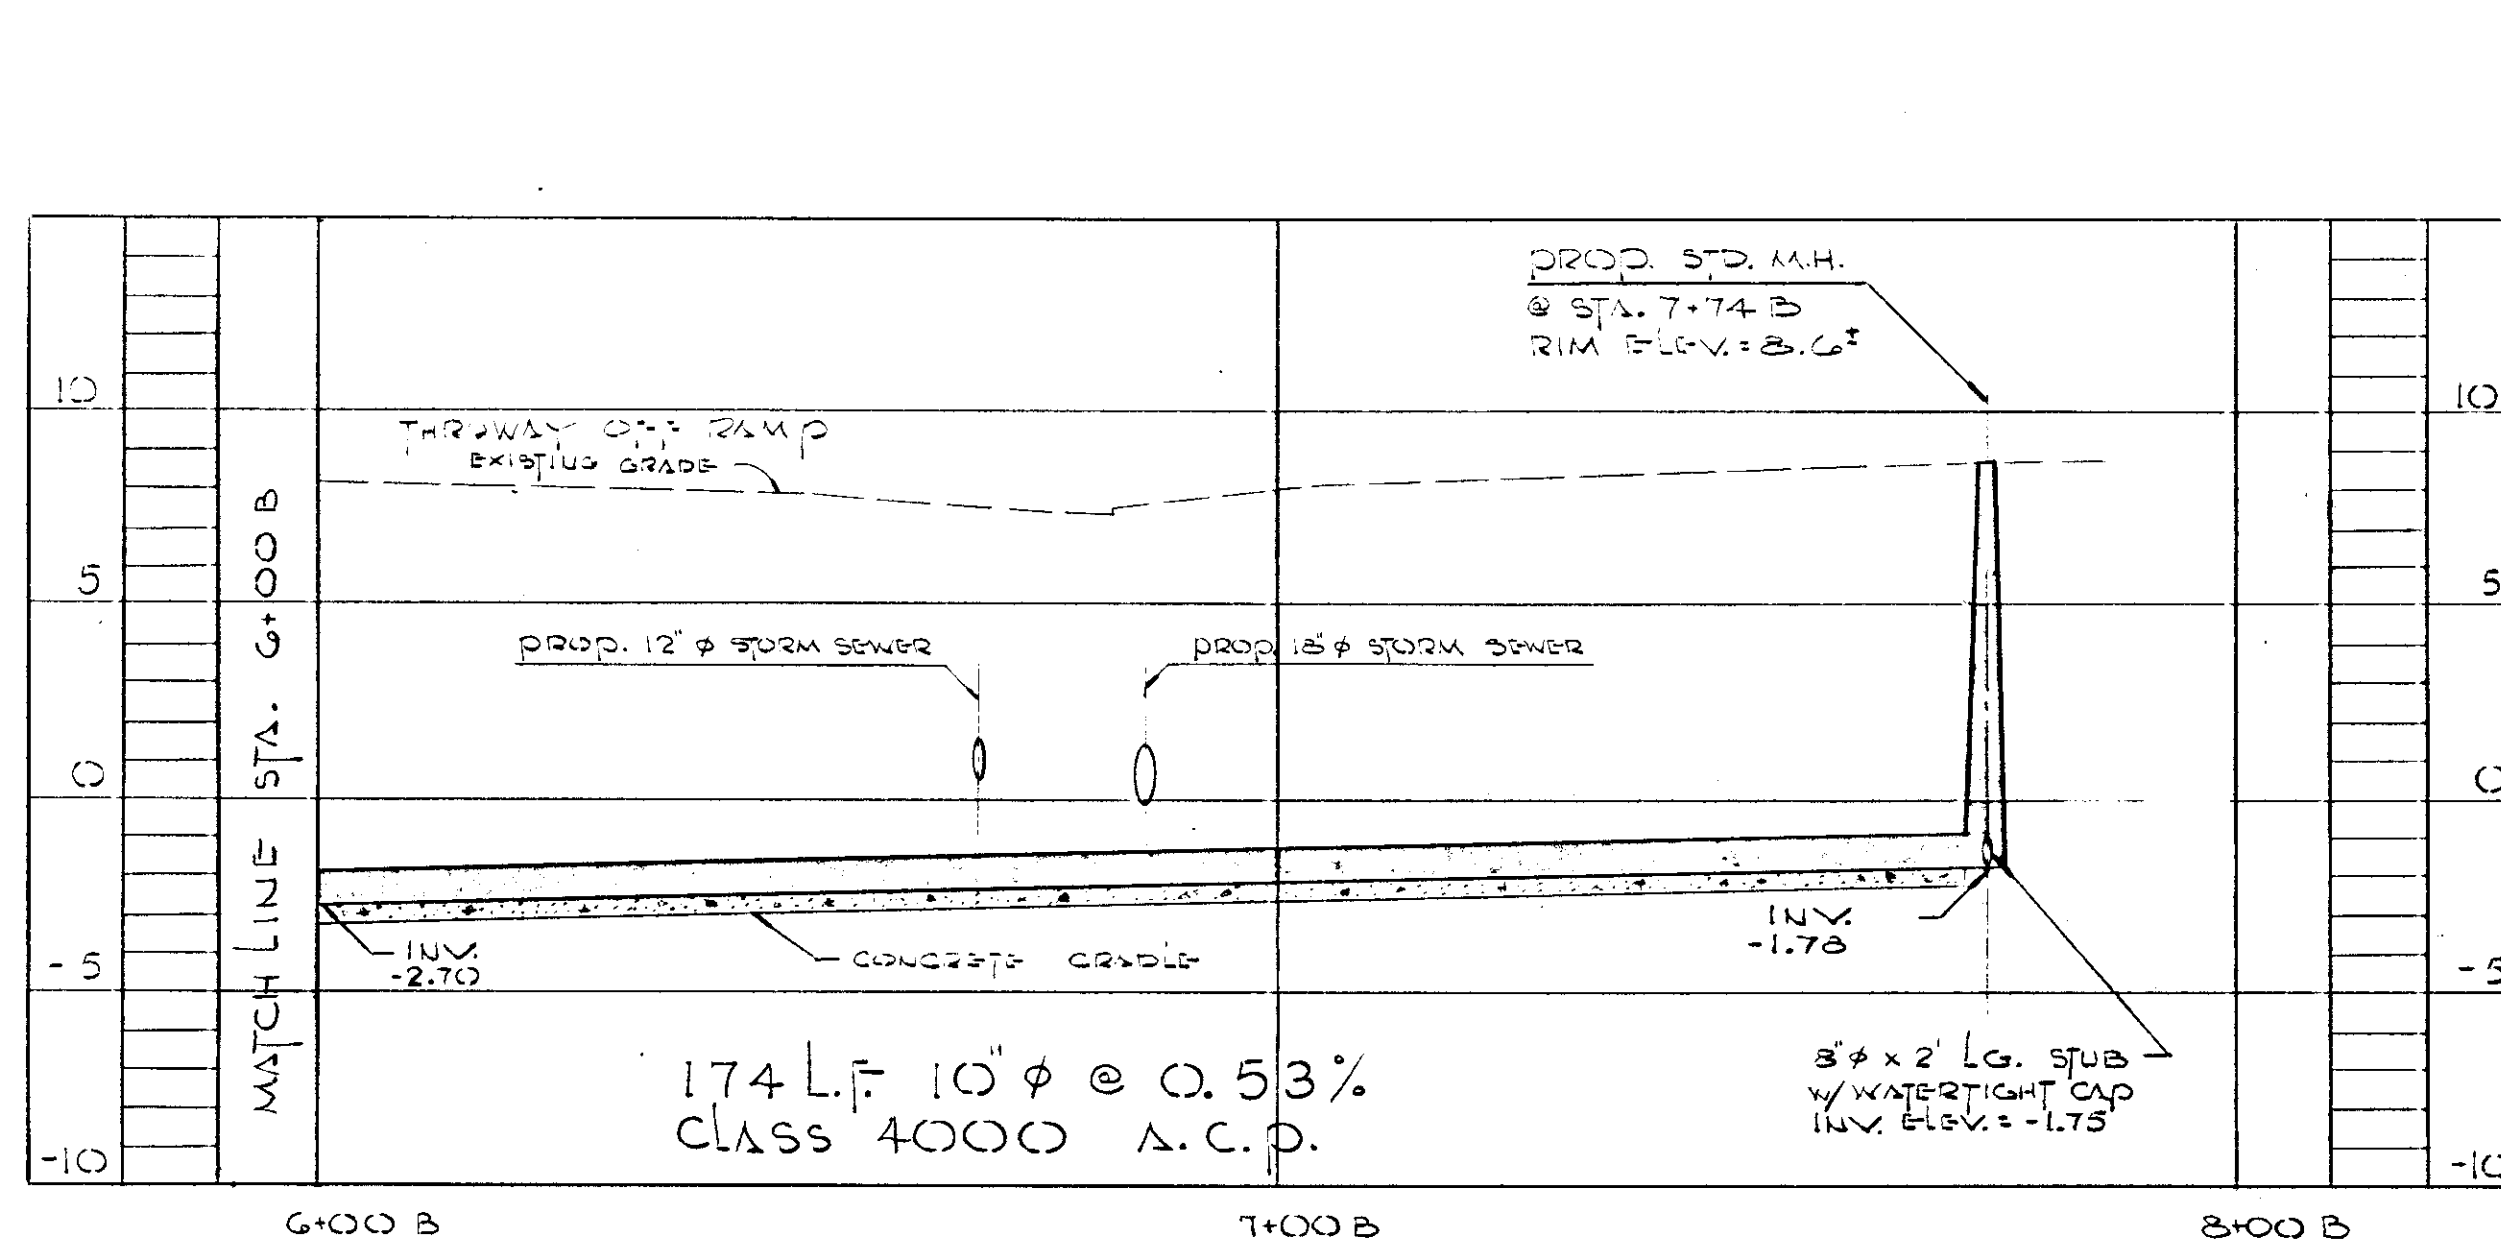 PROP. STD. M.H.
@ STA. 7+74 B
RIM ELEV. = 8.6±
10
10
THRUWAY OFF RAMP
EXISTING GRADE
5
5
PROP. 12" ø STORM SEWER
PROP. 18" ø STORM SEWER
0
0
MATCH LINE STA. 6+00 B
INV.
-2.70
CONCRETE CRADLE
INV.
-1.78
-5
-5
174 L.F. 10" ø @ 0.53%
CLASS 4000 A.C.P.
8" ø x 2' LG. STUB
W/ WATERTIGHT CAP
INV. ELEV. = -1.75
-10
-10
6+00 B
7+00 B
8+00 B